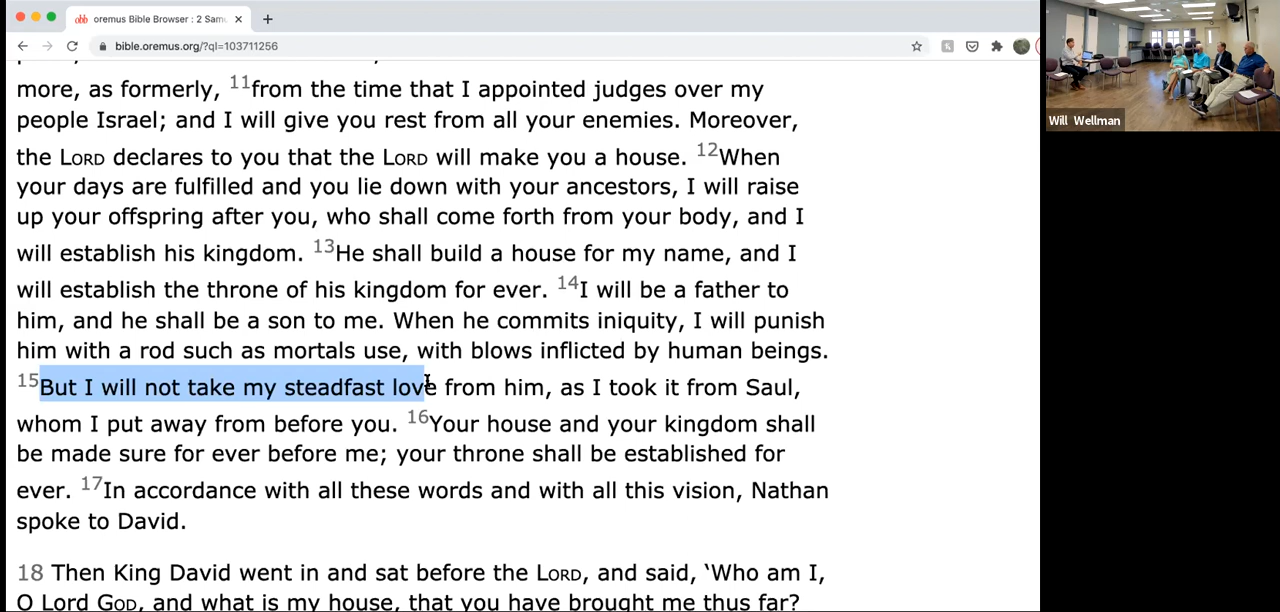 obb oremus Bible Browser : 2 Samu
bible.oremus.org/?ql=103711256
more, as formerly, 11from the time that I appointed judges over my
people Israel; and I will give you rest from all your enemies. Moreover,
the LORD declares to you that the LORD will make you a house. 12When
your days are fulfilled and you lie down with your ancestors, I will raise
up your offspring after you, who shall come forth from your body, and I
will establish his kingdom. 13He shall build a house for my name, and I
will establish the throne of his kingdom for ever. 14I will be a father to
him, and he shall be a son to me. When he commits iniquity, I will punish
him with a rod such as mortals use, with blows inflicted by human beings.
15But I will not take my steadfast love from him, as I took it from Saul,
whom I put away from before you. 16Your house and your kingdom shall
be made sure for ever before me; your throne shall be established for
ever. 17In accordance with all these words and with all this vision, Nathan
spoke to David.
18 Then King David went in and sat before the LORD, and said, ‘Who am I,
O Lord GOD, and what is my house, that you have brought me thus far?
Will Wellman